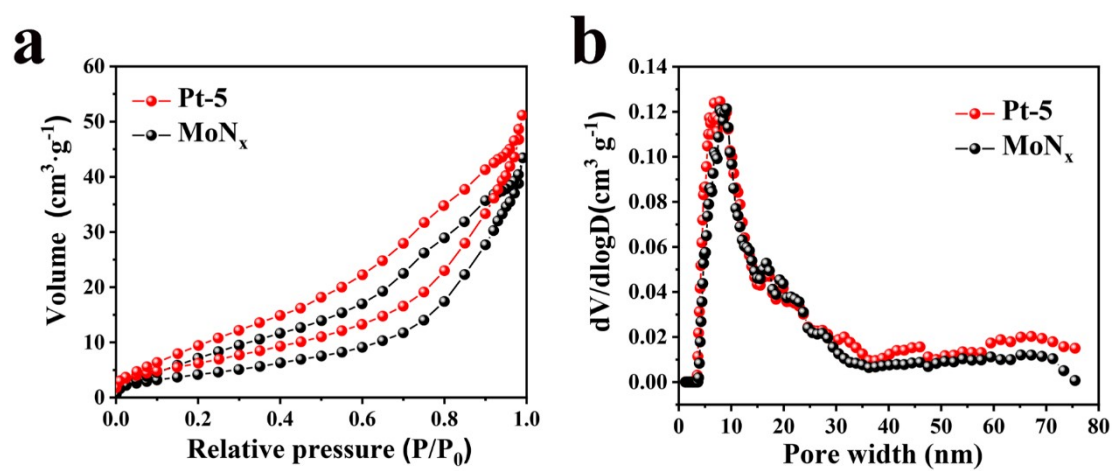 a
60
50
40
30
20
10
0
0.0 0.2 0.4 0.6 0.8 1.0
Volume (cm³·g⁻¹)
Relative pressure (P/P₀)
Pt-5
MoNₓ
b
0.14
0.12
0.10
0.08
0.06
0.04
0.02
0.00
0 10 20 30 40 50 60 70 80
dV/dlogD(cm³ g⁻¹)
Pore width (nm)
Pt-5
MoNₓ